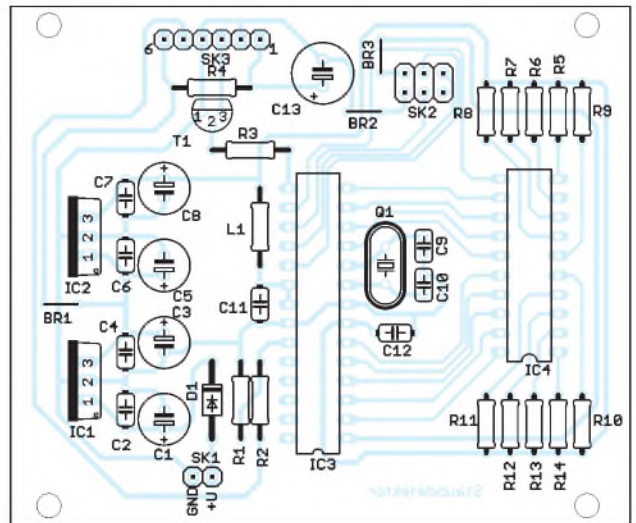 6
SK3
1
R4
1 2 3
T1
C13
BR3
BR2
SK2
R7
R6
R5
R8
R9
R3
C7
C8
3
2
1
IC2
C6
C5
L1
Q1
C9
C10
C11
C12
BR1
C4
C3
3
2
1
IC1
C2
C1
D1
R1
R2
SK1
GND
+U
IC3
IC4
R11
R10
R12
R13
R14